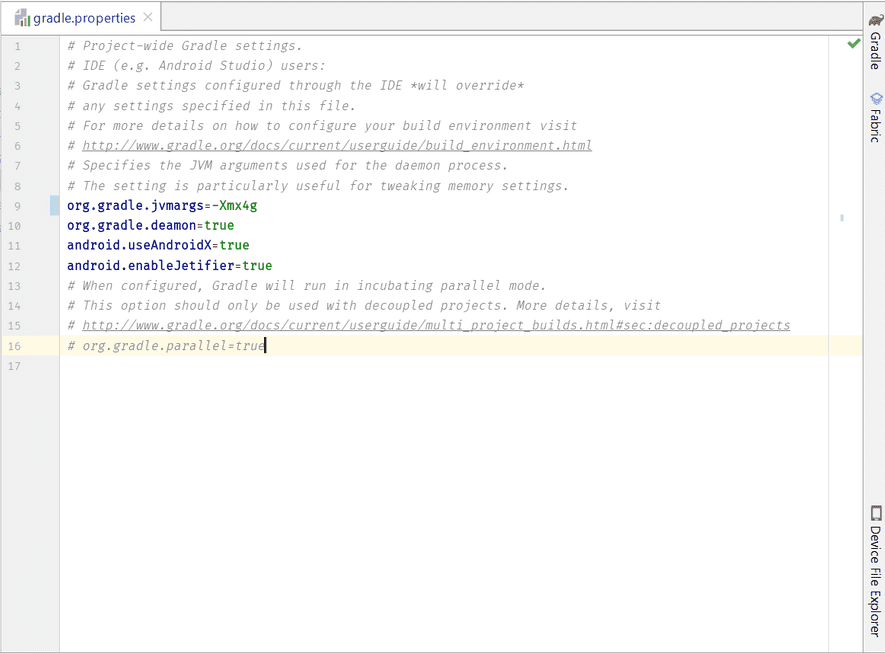 gradle.properties
1 # Project-wide Gradle settings.
2 # IDE (e.g. Android Studio) users:
3 # Gradle settings configured through the IDE *will override*
4 # any settings specified in this file.
5 # For more details on how to configure your build environment visit
6 # http://www.gradle.org/docs/current/userguide/build_environment.html
7 # Specifies the JVM arguments used for the daemon process.
8 # The setting is particularly useful for tweaking memory settings.
9 org.gradle.jvmargs=-Xmx4g
10 org.gradle.deamon=true
11 android.useAndroidX=true
12 android.enableJetifier=true
13 # When configured, Gradle will run in incubating parallel mode.
14 # This option should only be used with decoupled projects. More details, visit
15 # http://www.gradle.org/docs/current/userguide/multi_project_builds.html#sec:decoupled_projects
16 # org.gradle.parallel=true
17
Gradle
Fabric
Device File Explorer